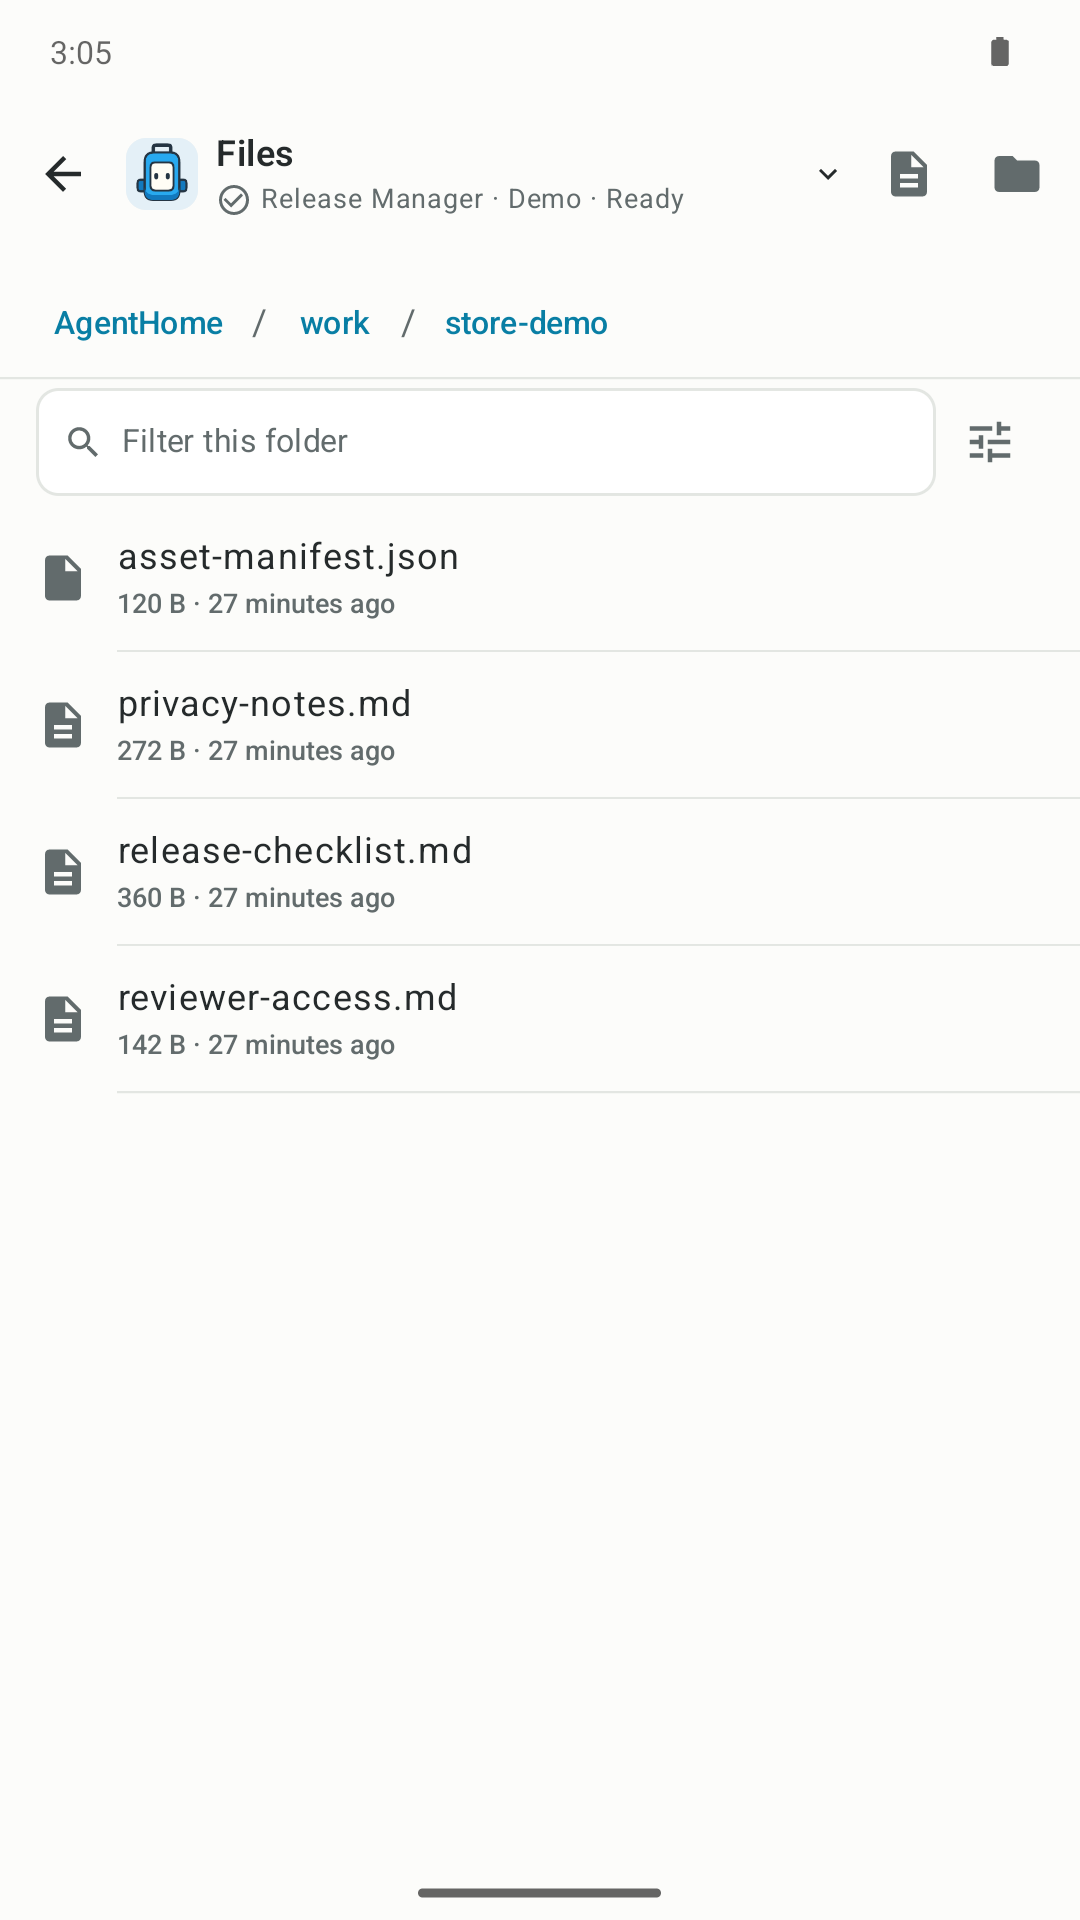 3:05
Files
Release Manager · Demo · Ready
AgentHome / work / store-demo
Filter this folder
asset-manifest.json
120 B · 27 minutes ago
privacy-notes.md
272 B · 27 minutes ago
release-checklist.md
360 B · 27 minutes ago
reviewer-access.md
142 B · 27 minutes ago